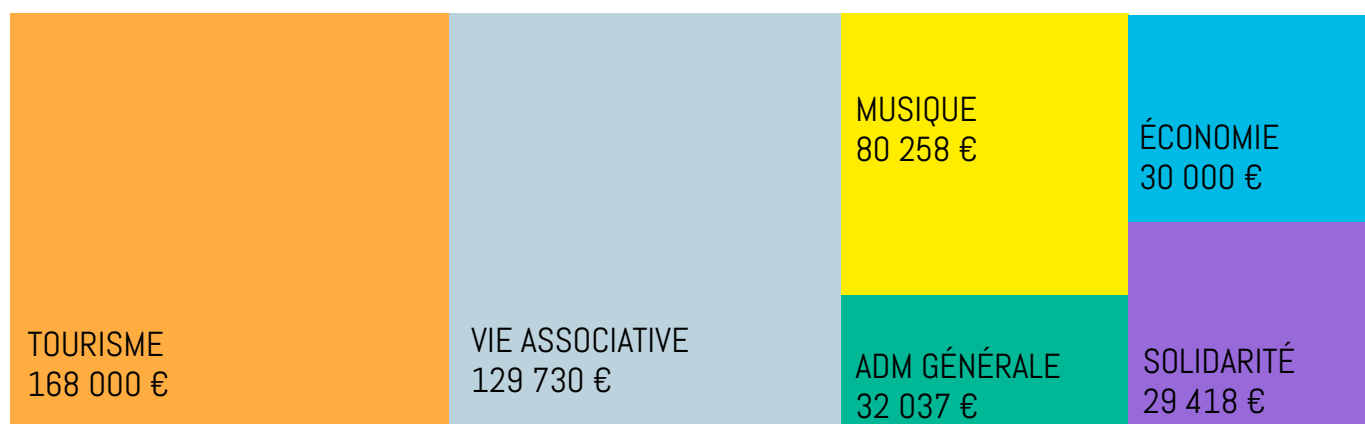 TOURISME
168 000 €
VIE ASSOCIATIVE
129 730 €
MUSIQUE
80 258 €
ADM GÉNÉRALE
32 037 €
ÉCONOMIE
30 000 €
SOLIDARITÉ
29 418 €